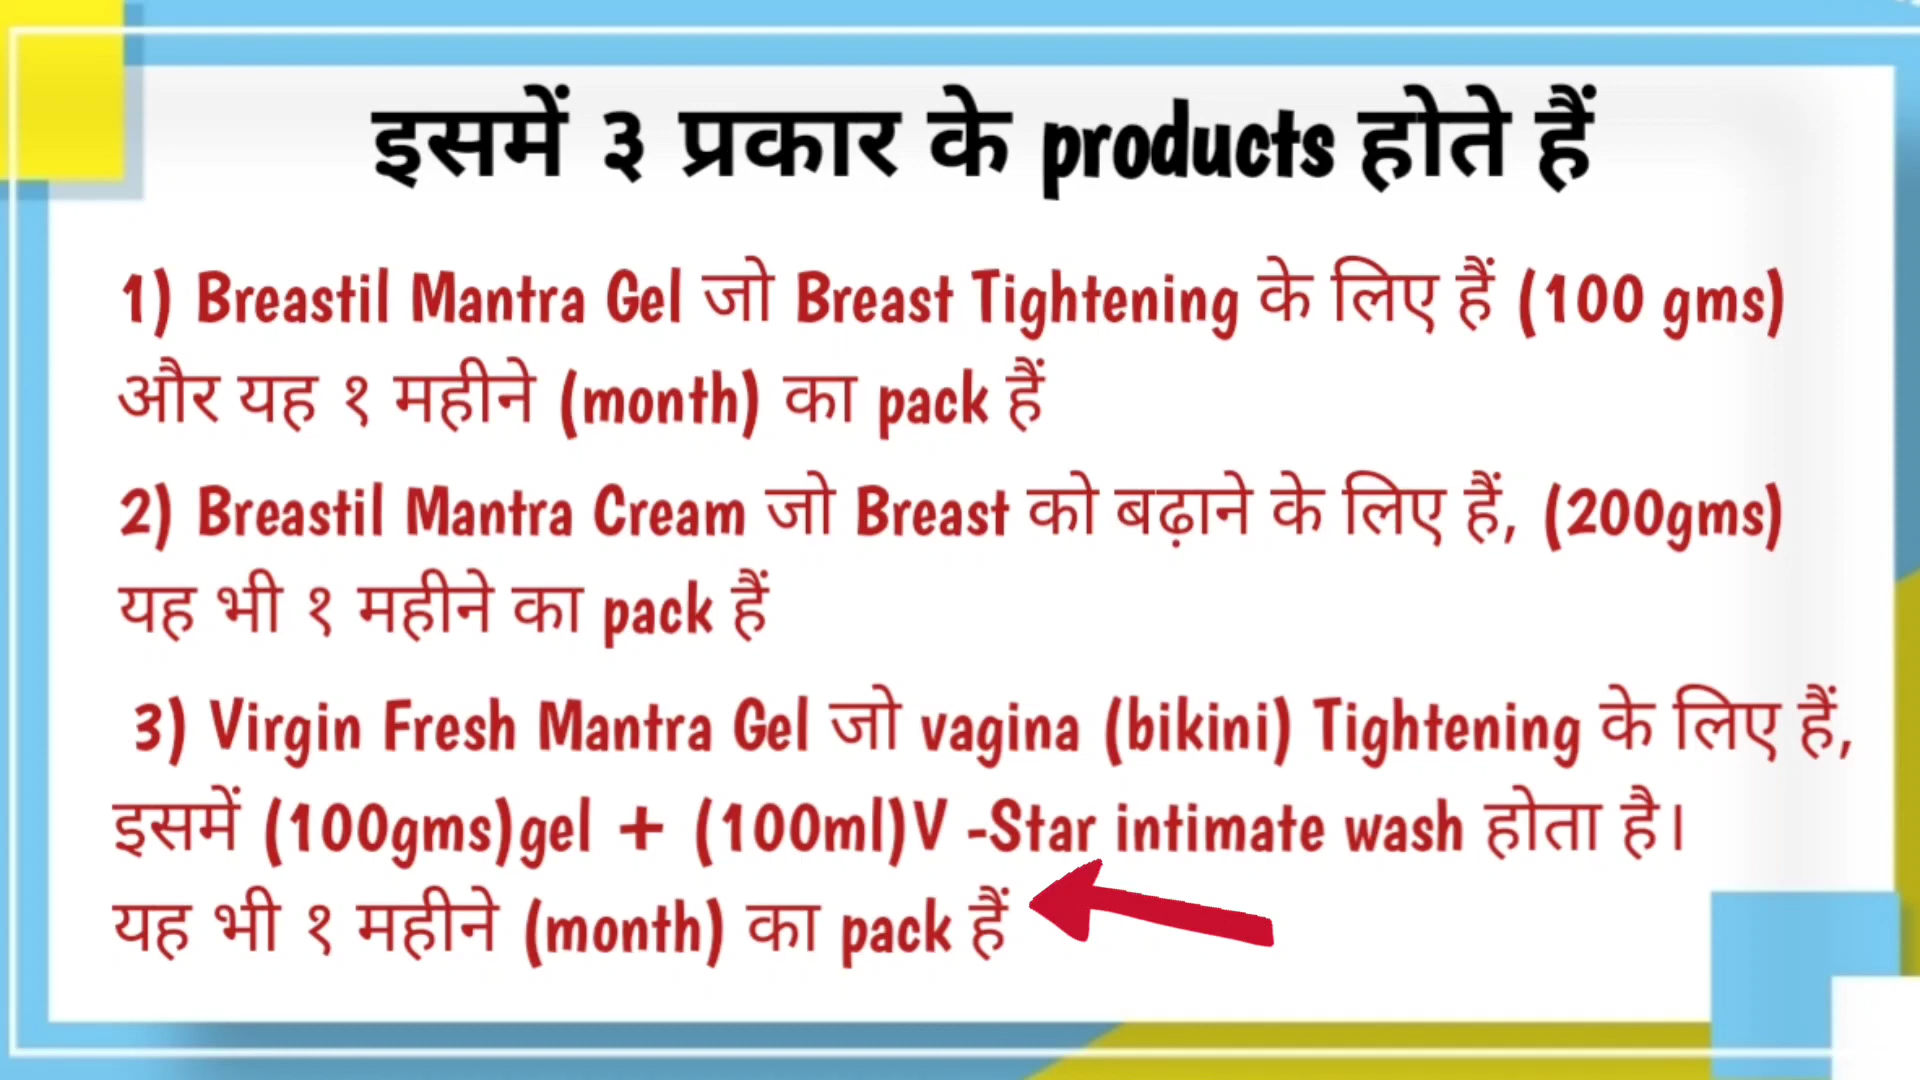 इसमें ३ प्रकार के products होते हैं
1) Breastil Mantra Gel जो Breast Tightening के लिए हैं (100 gms)
और यह १ महीने (month) का pack हैं
2) Breastil Mantra Cream जो Breast को बढ़ाने के लिए हैं, (200gms)
यह भी १ महीने का pack हैं
3) Virgin Fresh Mantra Gel जो vagina (bikini) Tightening के लिए हैं,
इसमें (100gms)gel + (100ml)V -Star intimate wash होता है।
यह भी १ महीने (month) का pack हैं